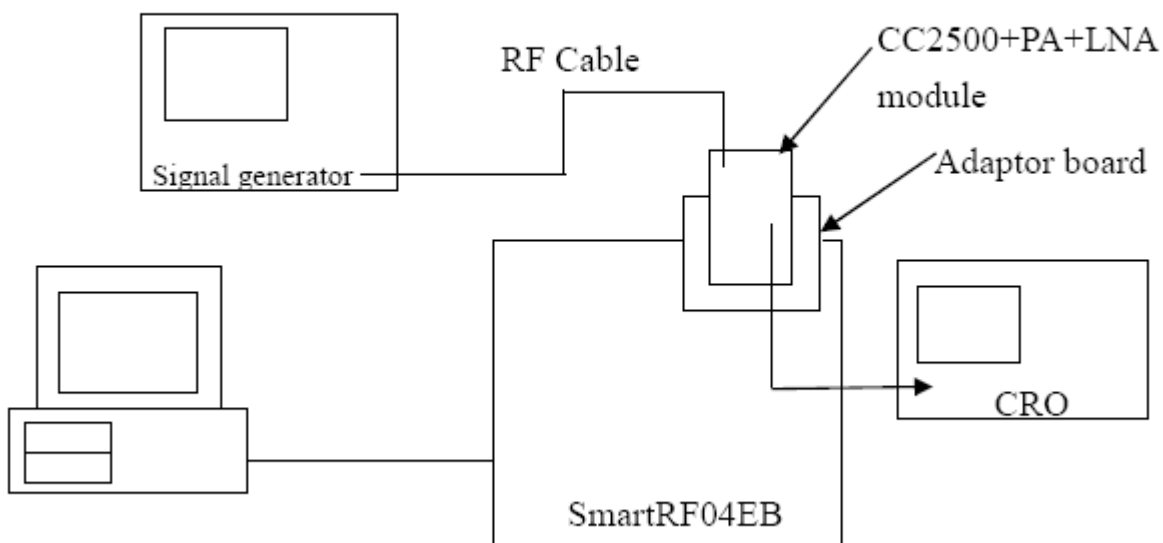 CC2500+PA+LNA
module
RF Cable
Adaptor board
Signal generator
CRO
SmartRF04EB